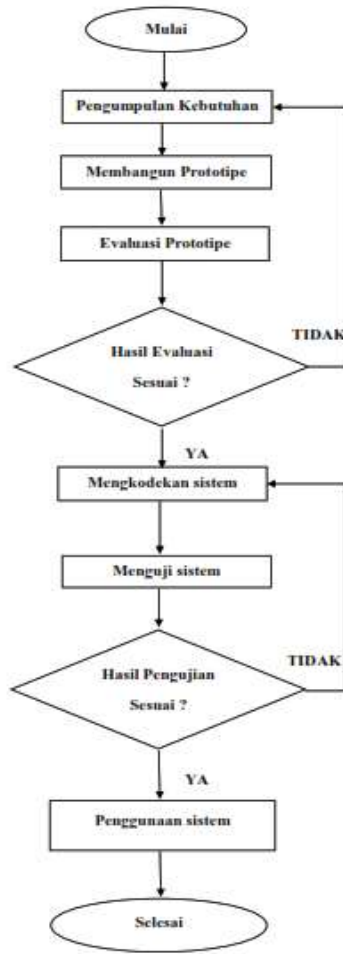 Mulai
Pengumpulan Kebutuhan
Membangun Prototipe
Evaluasi Prototipe
Hasil Evaluasi
Sesuai ?
TIDAK
YA
Mengkodekan sistem
Menguji sistem
Hasil Pengujian
Sesuai ?
TIDAK
YA
Penggunaan sistem
Selesai